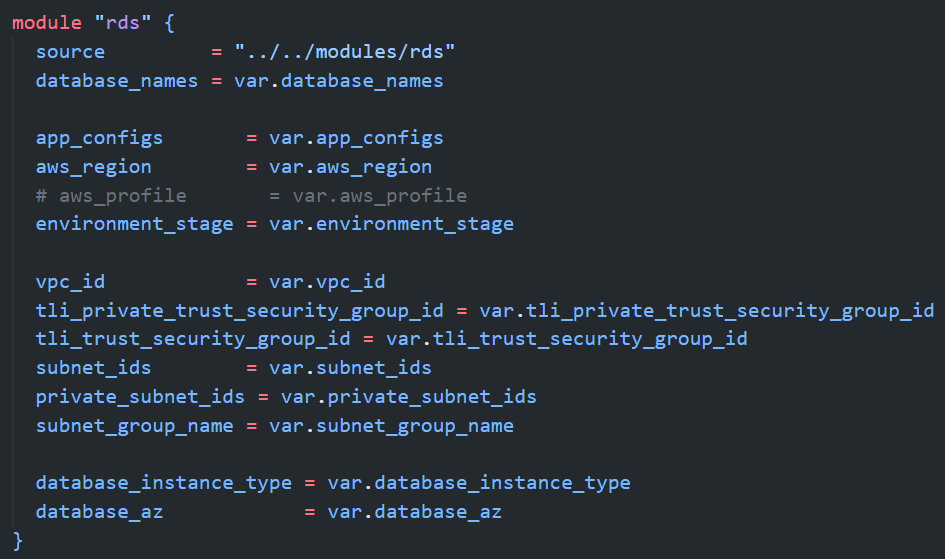 module "rds" {
  source         = "../../modules/rds"
  database_names = var.database_names

  app_configs       = var.app_configs
  aws_region        = var.aws_region
  # aws_profile       = var.aws_profile
  environment_stage = var.environment_stage

  vpc_id            = var.vpc_id
  tli_private_trust_security_group_id = var.tli_private_trust_security_group_id
  tli_trust_security_group_id = var.tli_trust_security_group_id
  subnet_ids        = var.subnet_ids
  private_subnet_ids = var.private_subnet_ids
  subnet_group_name = var.subnet_group_name

  database_instance_type = var.database_instance_type
  database_az            = var.database_az
}